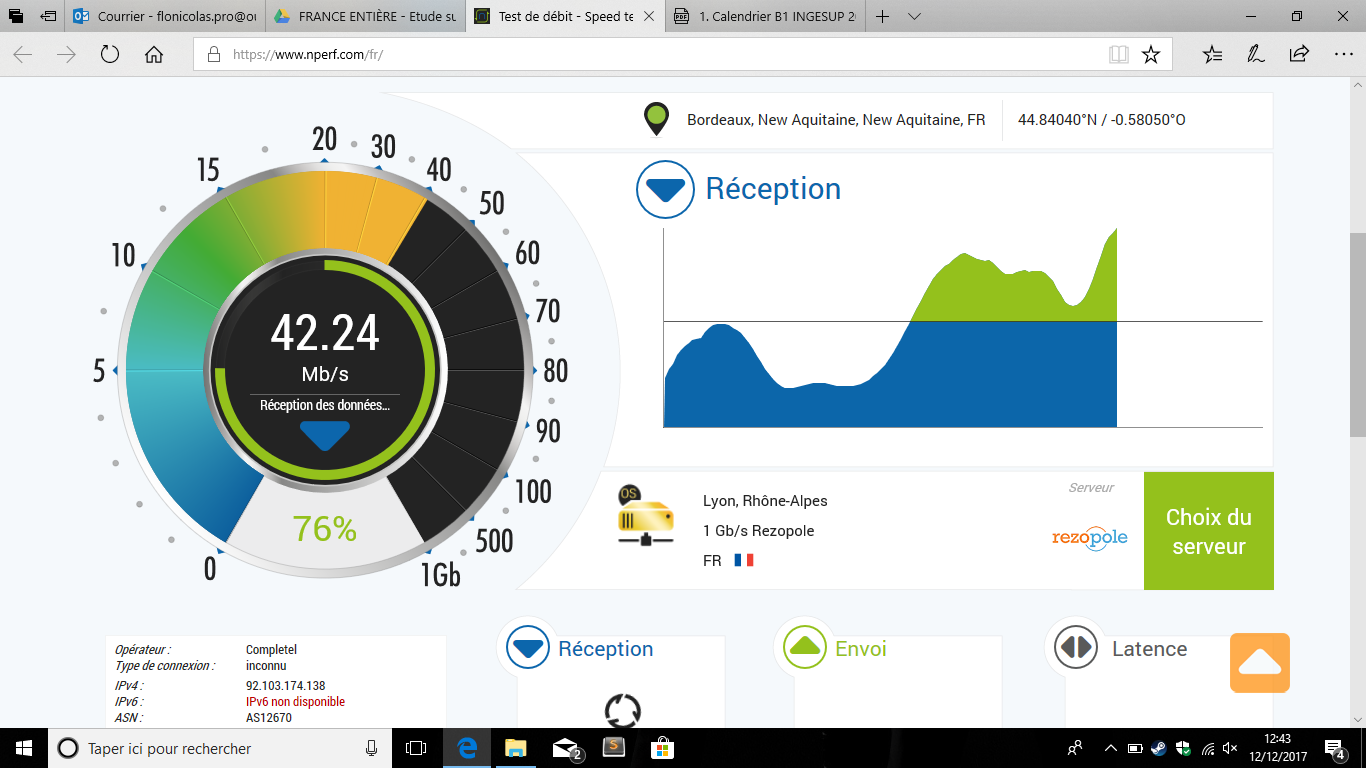 Courrier - flonicolas.pro@ou
FRANCE ENTIÈRE - Etude su
Test de débit - Speed te
1. Calendrier B1 INGESUP 20
https://www.nperf.com/fr/
Bordeaux, New Aquitaine, New Aquitaine, FR
44.84040°N / -0.58050°O
Réception
0
5
10
15
20
30
40
50
60
70
80
90
100
500
1Gb
42.24
Mb/s
Réception des données...
76%
OS
Lyon, Rhône-Alpes
1 Gb/s Rezopole
FR
Serveur
rezopole
Choix du
serveur
Opérateur : Completel
Type de connexion : inconnu
IPv4 : 92.103.174.138
IPv6 : IPv6 non disponible
ASN : AS12670
Réception
Envoi
Latence
Taper ici pour rechercher
2
S
12:43
12/12/2017
4